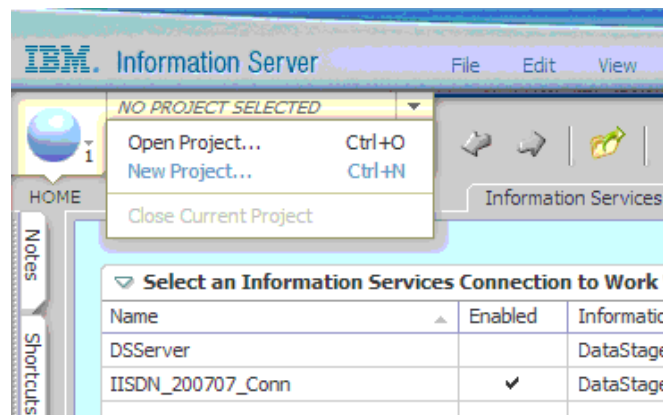 IBM. Information Server File Edit View
NO PROJECT SELECTED
1
Open Project... Ctrl+O
New Project... Ctrl+N
Close Current Project
HOME
Information Services
Notes
Shortcuts
Select an Information Services Connection to Work
Name Enabled Informatio
DSServer DataStage
IISDN_200707_Conn ✔ DataStage